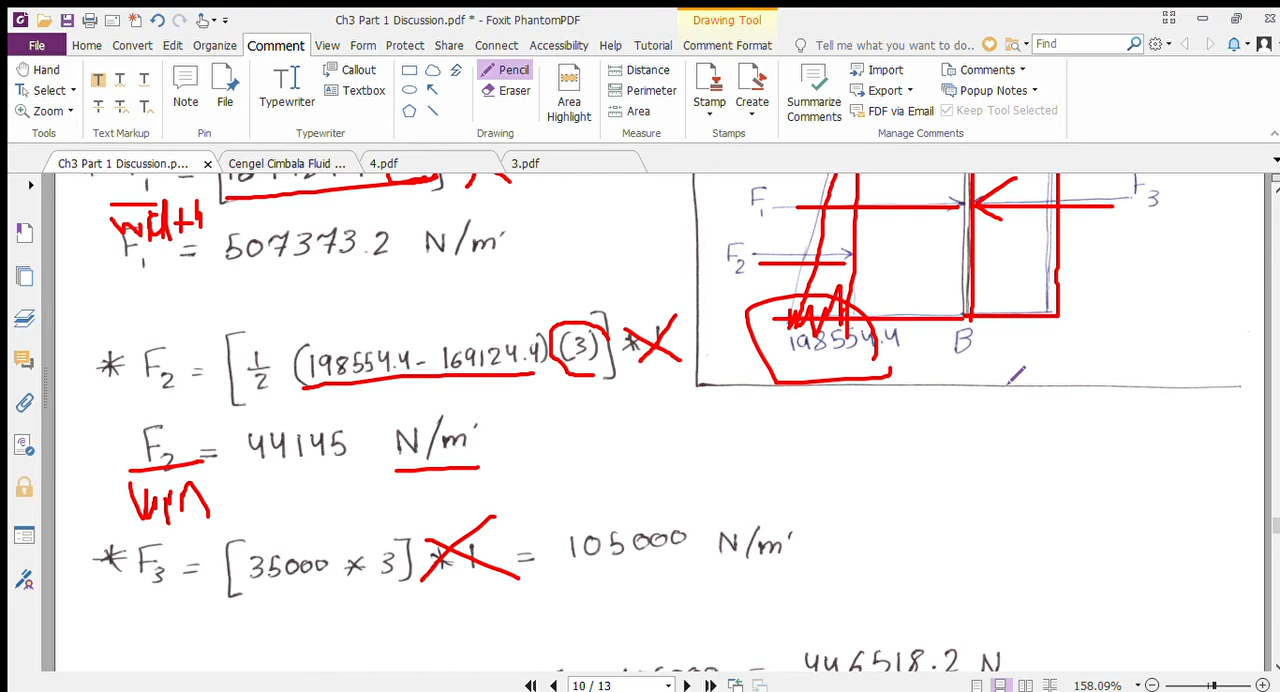 Ch3 Part 1 Discussion.pdf * - Foxit PhantomPDF
Drawing Tool
File Home Convert Edit Organize Comment View Form Protect Share Connect Accessibility Help Tutorial Comment Format Tell me what you want to do.. Find
Hand
Select
Zoom
Tools
Text Markup
Note
File
Pin
Typewriter
Callout
Textbox
Typewriter
Pencil
Eraser
Drawing
Area
Highlight
Distance
Perimeter
Area
Measure
Stamp
Create
Stamps
Summarize
Comments
Import
Export
FDF via Email
Comments
Popup Notes
Keep Tool Selected
Manage Comments
Ch3 Part 1 Discussion.p...
Cengel Cimbala Fluid ...
4.pdf
3.pdf
width
F1 = 507373.2 N/m'
* F2 = [1/2 (198554.4 - 169124.4) (3)] * 1
F2 = 44145 N/m'
* F3 = [35000 * 3] * 1 = 105000 N/m'
F1
F3
F2
198554.4
B
446518.2 N
10 / 13
158.09%